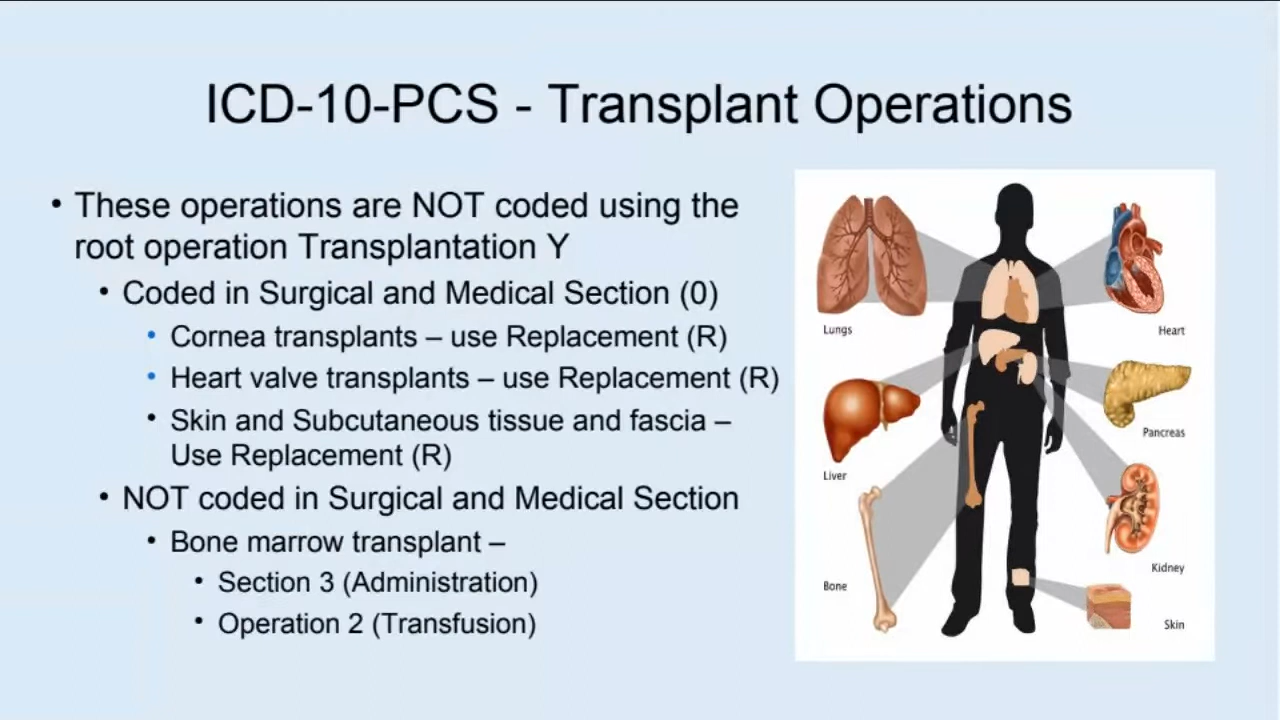 ICD-10-PCS - Transplant Operations
• These operations are NOT coded using the
root operation Transplantation Y
• Coded in Surgical and Medical Section (0)
• Cornea transplants – use Replacement (R)
• Heart valve transplants – use Replacement (R)
• Skin and Subcutaneous tissue and fascia –
Use Replacement (R)
• NOT coded in Surgical and Medical Section
• Bone marrow transplant –
• Section 3 (Administration)
• Operation 2 (Transfusion)
Lungs
Heart
Liver
Pancreas
Bone
Kidney
Skin